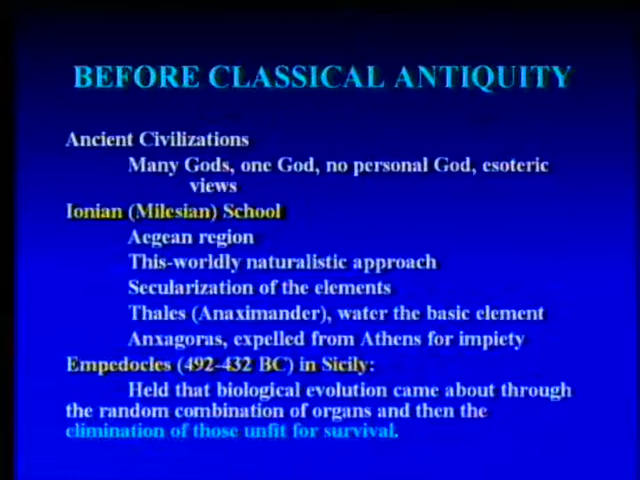 BEFORE CLASSICAL ANTIQUITY
Ancient Civilizations
Many Gods, one God, no personal God, esoteric
views
Ionian (Milesian) School
Aegean region
This-worldly naturalistic approach
Secularization of the elements
Thales (Anaximander), water the basic element
Anxagoras, expelled from Athens for impiety
Empedocles (492-432 BC) in Sicily:
Held that biological evolution came about through
the random combination of organs and then the
elimination of those unfit for survival.